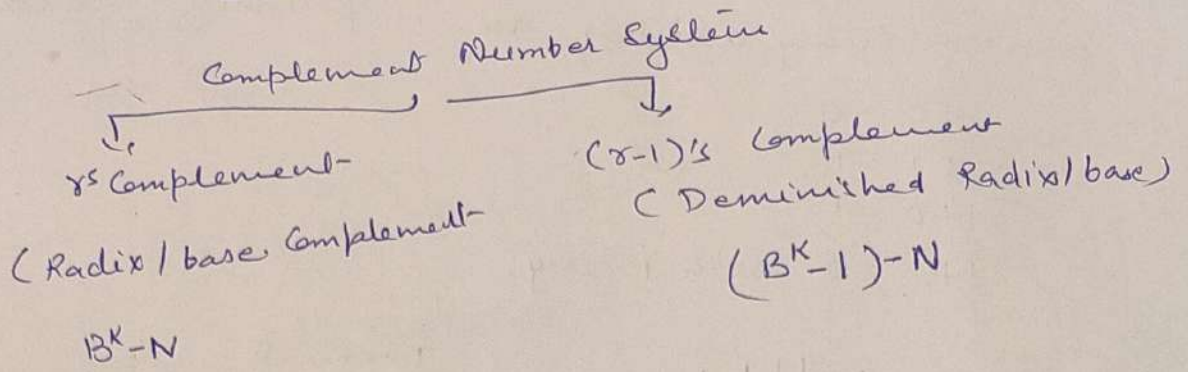 Complement Number System
r's Complement
(Radix / base Complement
B^K-N
(r-1)'s Complement
(Deminished Radix/base)
(B^K-1)-N